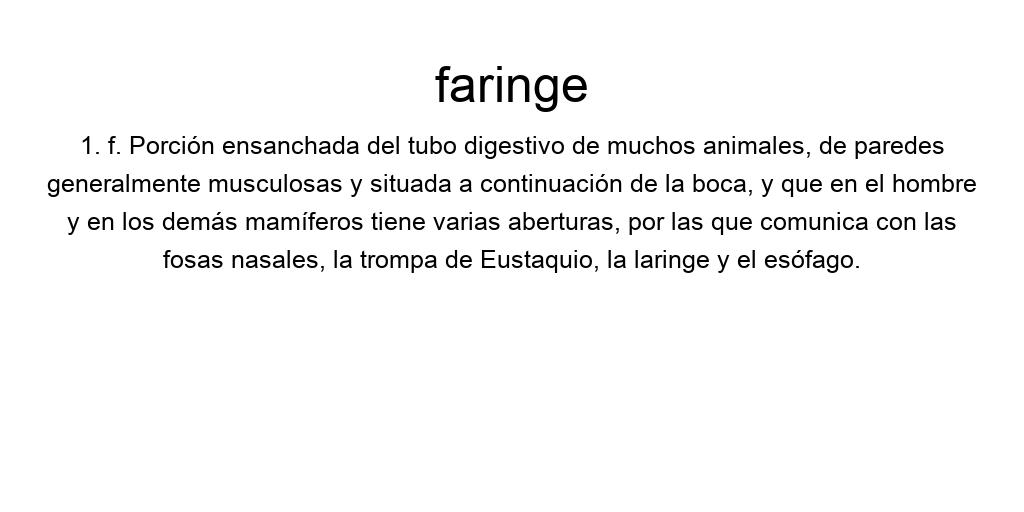 faringe
1. f. Porción ensanchada del tubo digestivo de muchos animales, de paredes
generalmente musculosas y situada a continuación de la boca, y que en el hombre
y en los demás mamíferos tiene varias aberturas, por las que comunica con las
fosas nasales, la trompa de Eustaquio, la laringe y el esófago.